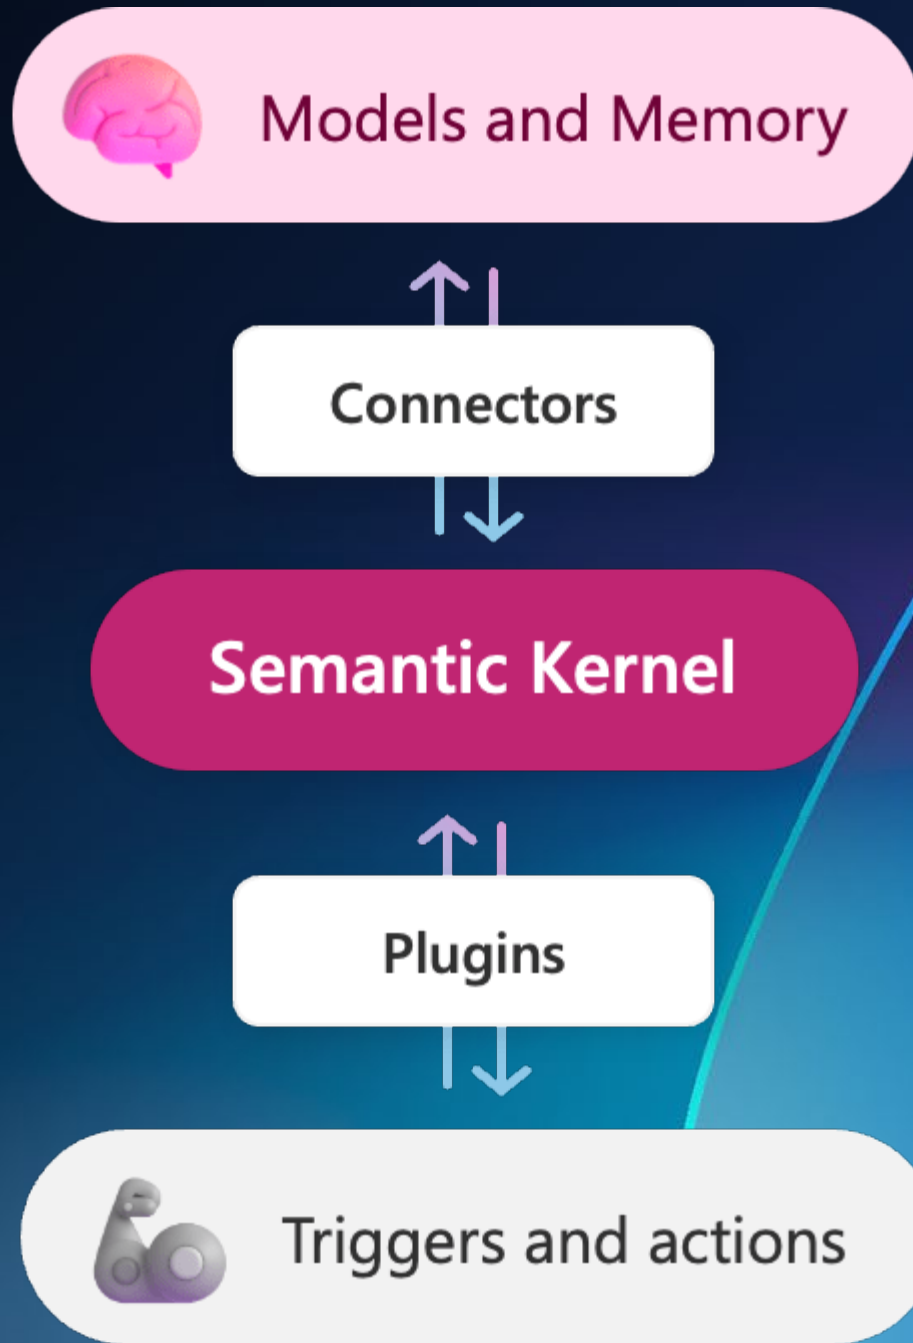 Models and Memory
Connectors
Semantic Kernel
Plugins
Triggers and actions